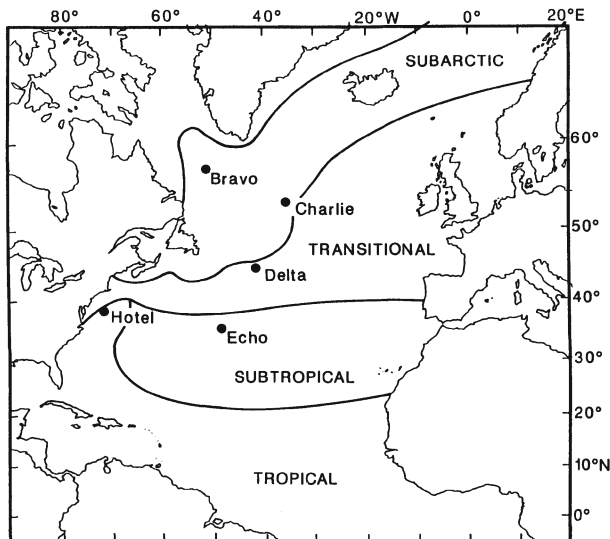 80° 60° 40° 20°W 0° 20°E
SUBARCTIC
60°
Bravo
Charlie
50°
TRANSITIONAL
Delta
40°
Hotel
Echo
30°
SUBTROPICAL
20°
10°N
TROPICAL
0°